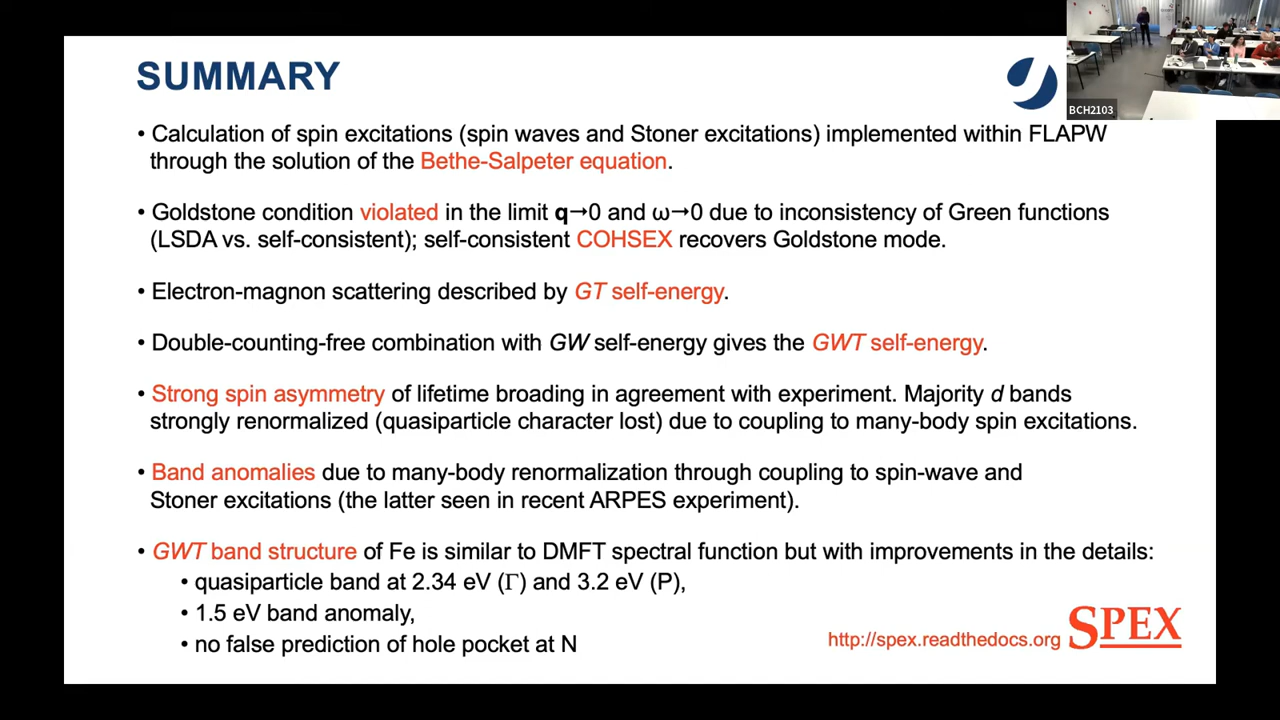 SUMMARY
BCH2103
• Calculation of spin excitations (spin waves and Stoner excitations) implemented within FLAPW
through the solution of the Bethe-Salpeter equation.
• Goldstone condition violated in the limit q→0 and ω→0 due to inconsistency of Green functions
(LSDA vs. self-consistent); self-consistent COHSEX recovers Goldstone mode.
• Electron-magnon scattering described by GT self-energy.
• Double-counting-free combination with GW self-energy gives the GWT self-energy.
• Strong spin asymmetry of lifetime broading in agreement with experiment. Majority d bands
strongly renormalized (quasiparticle character lost) due to coupling to many-body spin excitations.
• Band anomalies due to many-body renormalization through coupling to spin-wave and
Stoner excitations (the latter seen in recent ARPES experiment).
• GWT band structure of Fe is similar to DMFT spectral function but with improvements in the details:
• quasiparticle band at 2.34 eV (Γ) and 3.2 eV (P),
• 1.5 eV band anomaly,
• no false prediction of hole pocket at N
http://spex.readthedocs.org SPEX